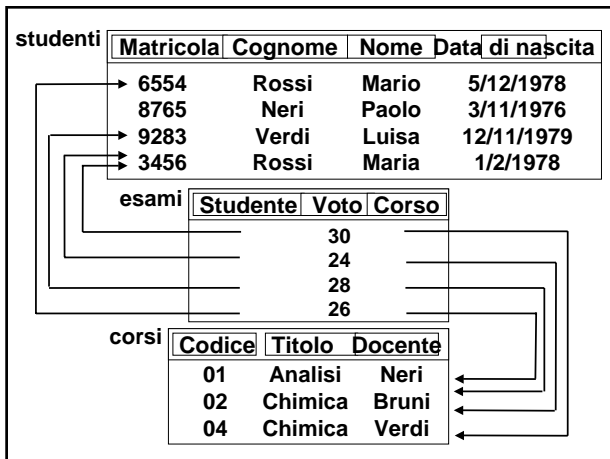 studenti
Matricola Cognome Nome Data di nascita
6554 Rossi Mario 5/12/1978
8765 Neri Paolo 3/11/1976
9283 Verdi Luisa 12/11/1979
3456 Rossi Maria 1/2/1978
esami
Studente Voto Corso
30
24
28
26
corsi
Codice Titolo Docente
01 Analisi Neri
02 Chimica Bruni
04 Chimica Verdi